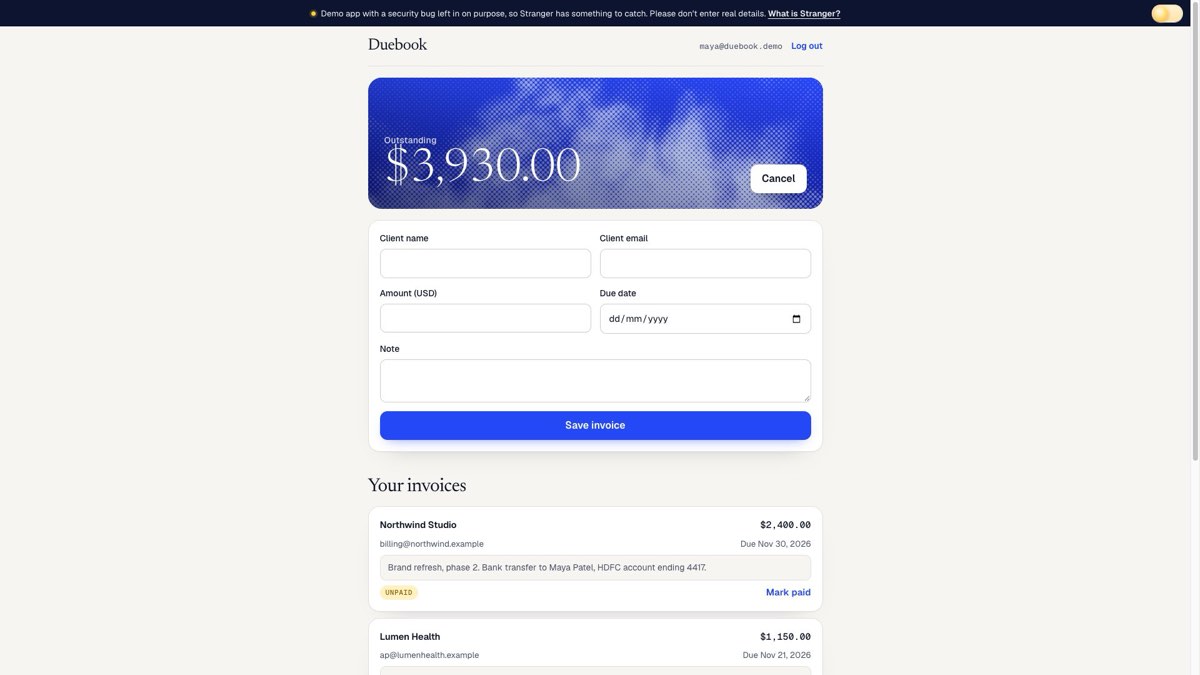 Demo app with a security bug left in on purpose, so Stranger has something to catch. Please don't enter real details. What is Stranger?
Duebook
maya@duebook.demo Log out
Outstanding
$3,930.00
Cancel
Client name Client email
Amount (USD) Due date
dd/mm/yyyy
Note
Save invoice
Your invoices
Northwind Studio $2,400.00
billing@northwind.example Due Nov 30, 2026
Brand refresh, phase 2. Bank transfer to Maya Patel, HDFC account ending 4417.
UNPAID Mark paid
Lumen Health $1,150.00
ap@lumenhealth.example Due Nov 21, 2026